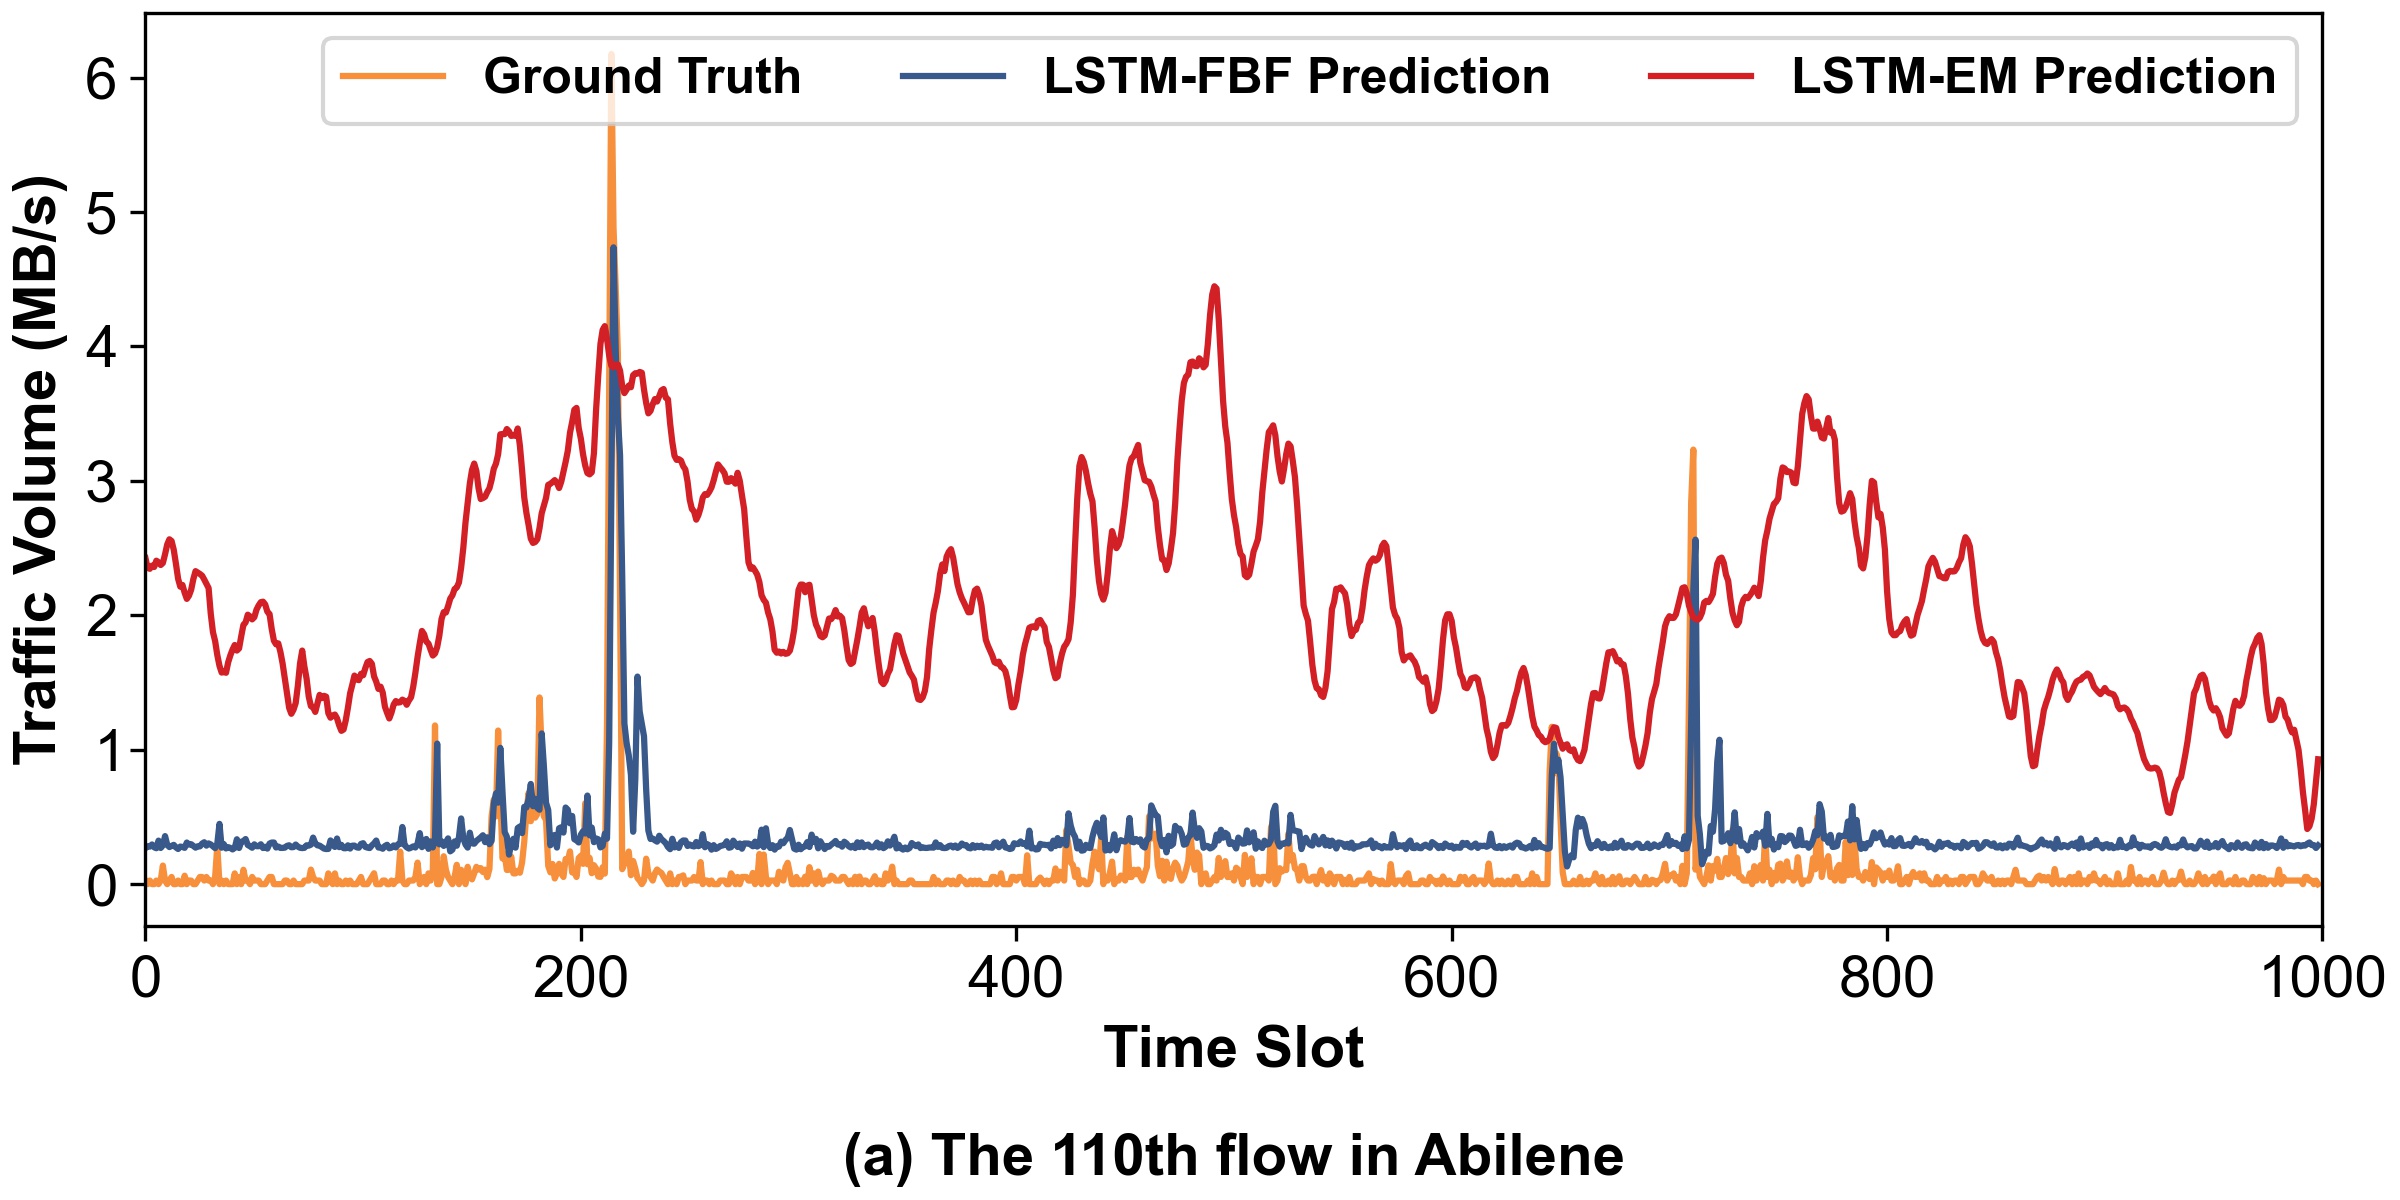 Ground Truth LSTM-FBF Prediction LSTM-EM Prediction
6
5
4
3
2
1
0
Traffic Volume (MB/s)
0 200 400 600 800 1000
Time Slot
(a) The 110th flow in Abilene